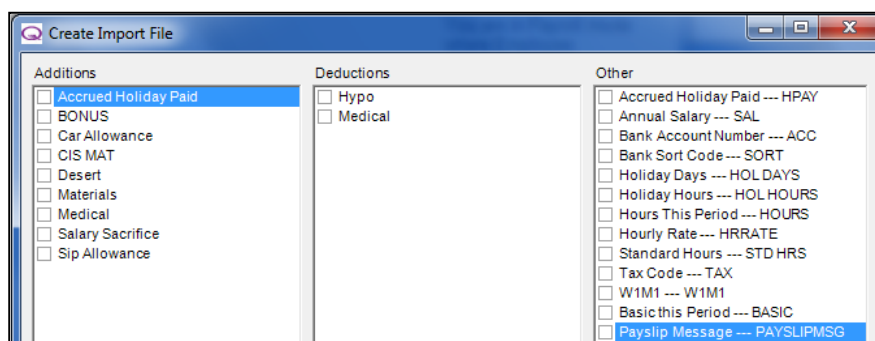 Create Import File
Additions
Accrued Holiday Paid
BONUS
Car Allowance
CIS MAT
Desert
Materials
Medical
Salary Sacrifice
Sip Allowance
Deductions
Hypo
Medical
Other
Accrued Holiday Paid --- HPAY
Annual Salary --- SAL
Bank Account Number --- ACC
Bank Sort Code --- SORT
Holiday Days --- HOL DAYS
Holiday Hours --- HOL HOURS
Hours This Period --- HOURS
Hourly Rate --- HRRATE
Standard Hours --- STD HRS
Tax Code --- TAX
W1M1 --- W1M1
Basic this Period --- BASIC
Payslip Message --- PAYSLIPMSG